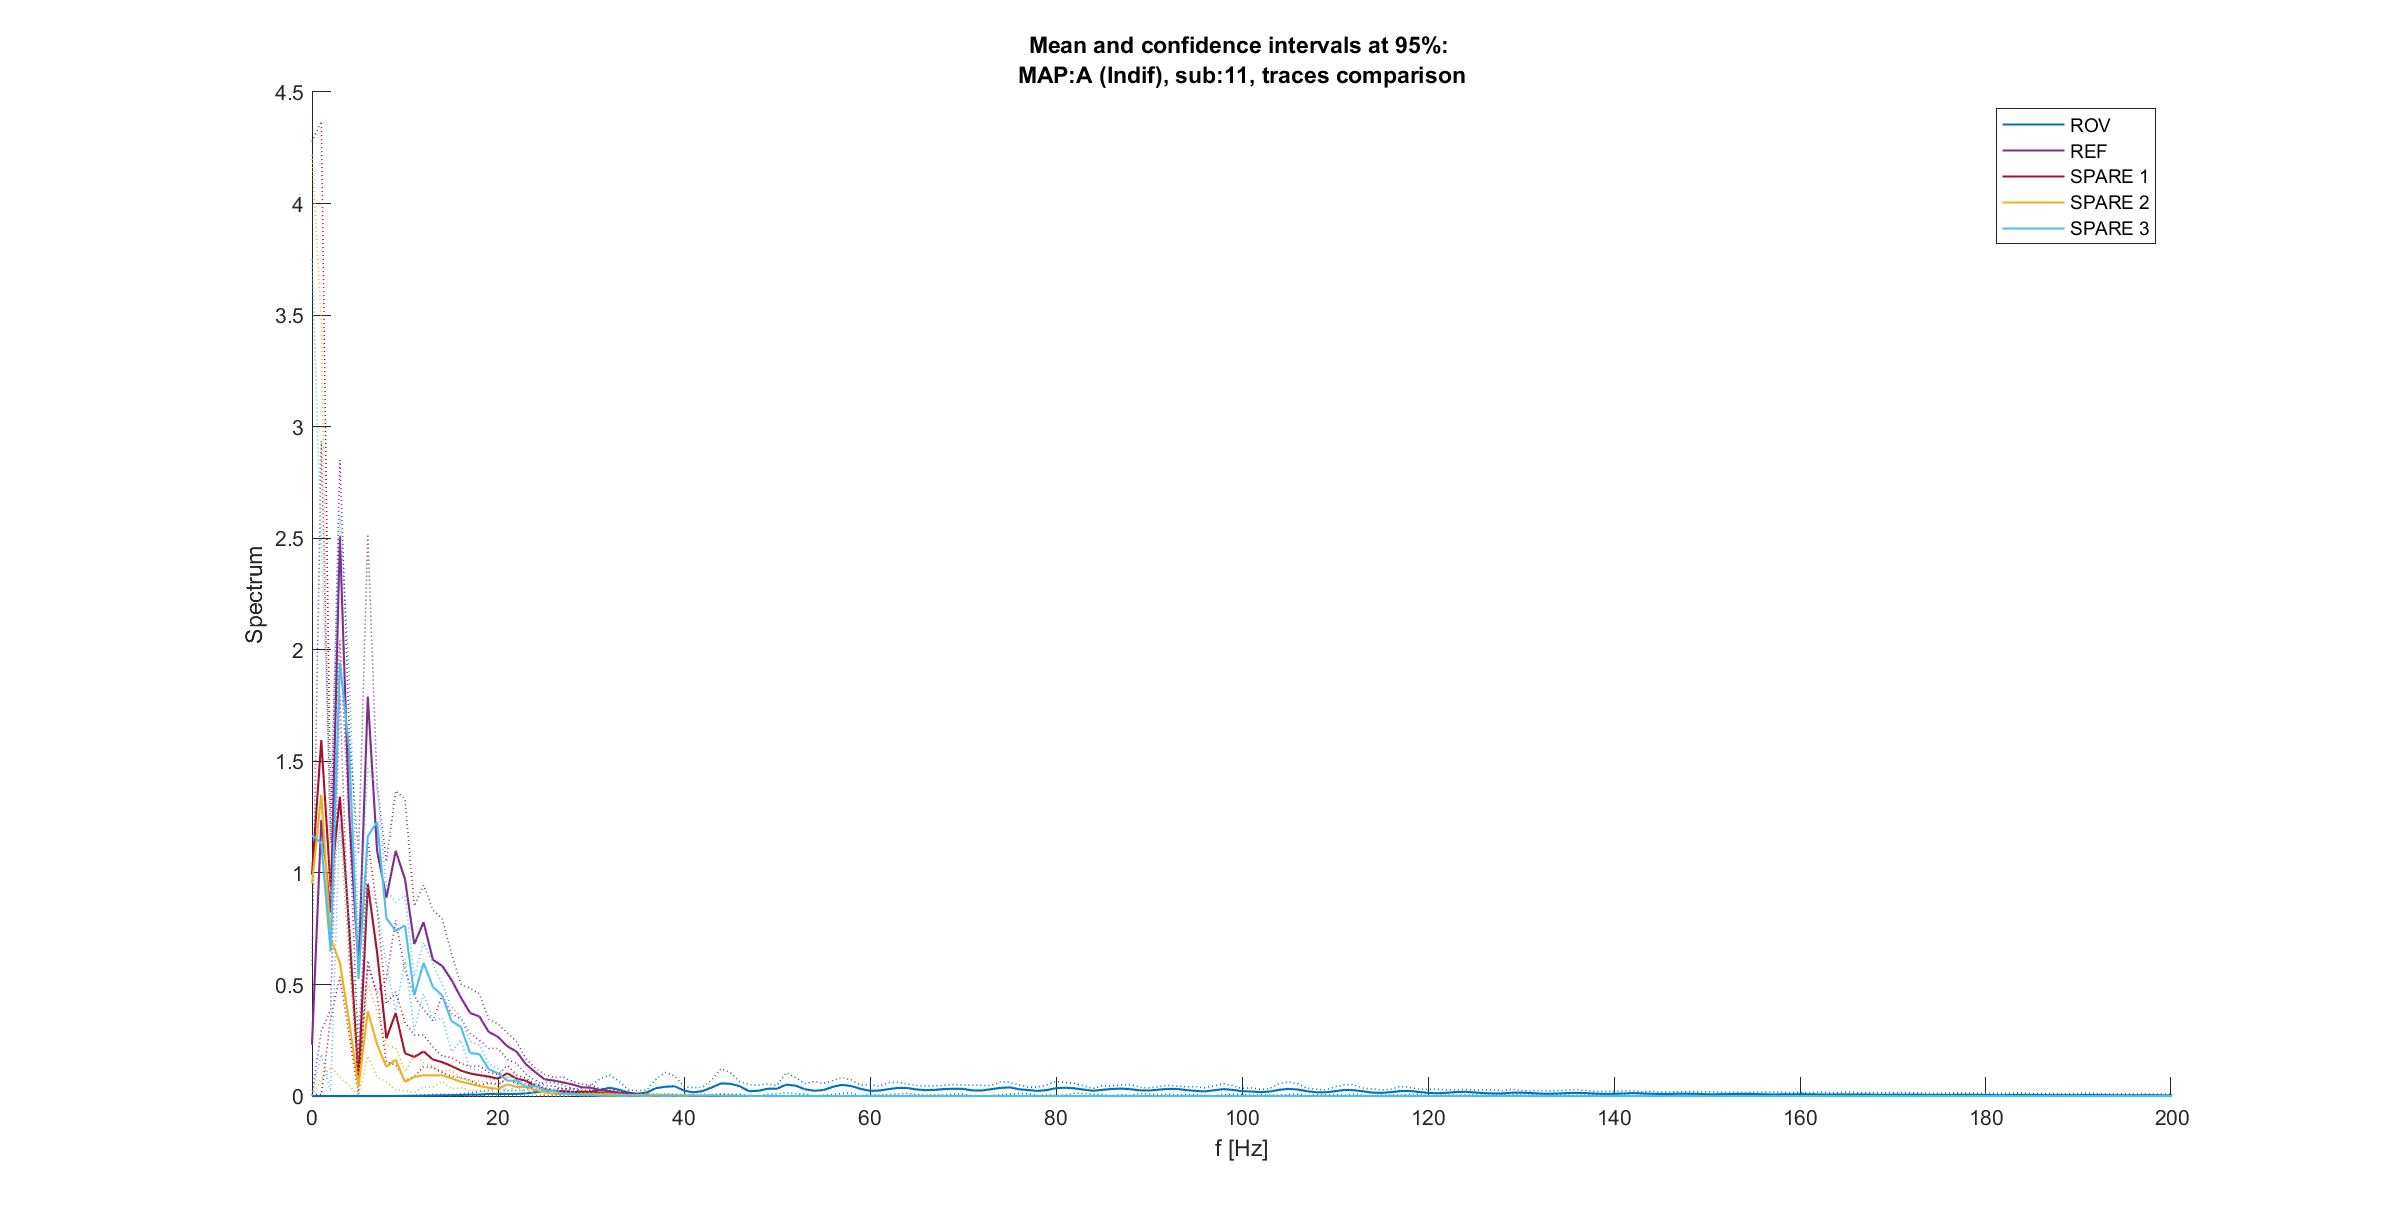 Mean and confidence intervals at 95%:
MAP:A (Indif), sub:11, traces comparison
4.5
4
3.5
3
2.5
2
1.5
1
0.5
0
Spectrum
ROV
REF
SPARE 1
SPARE 2
SPARE 3
0 20 40 60 80 100 120 140 160 180 200
f [Hz]